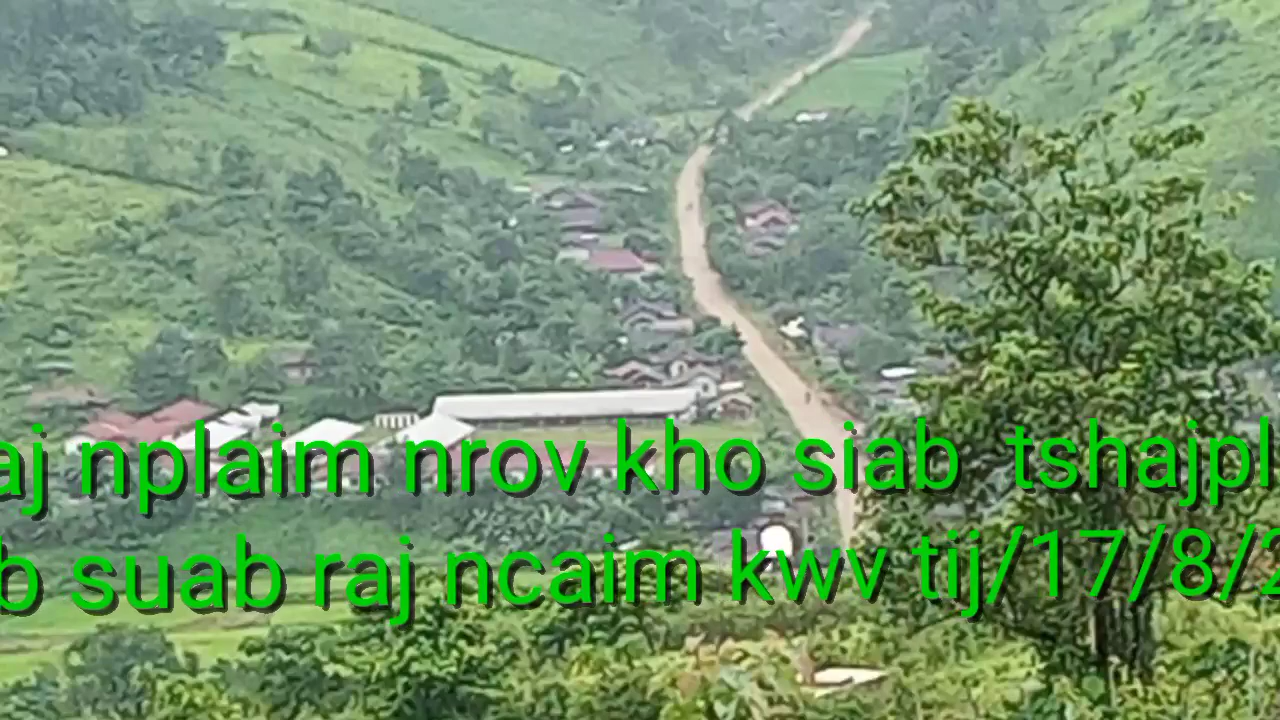 aj nplaim nrov kho siab tshajpl
b suab raj ncaim kwv tij/17/8/2